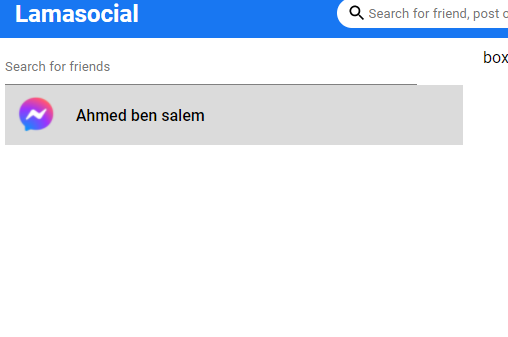 Lamasocial
Search for friend, post o
Search for friends
box
Ahmed ben salem